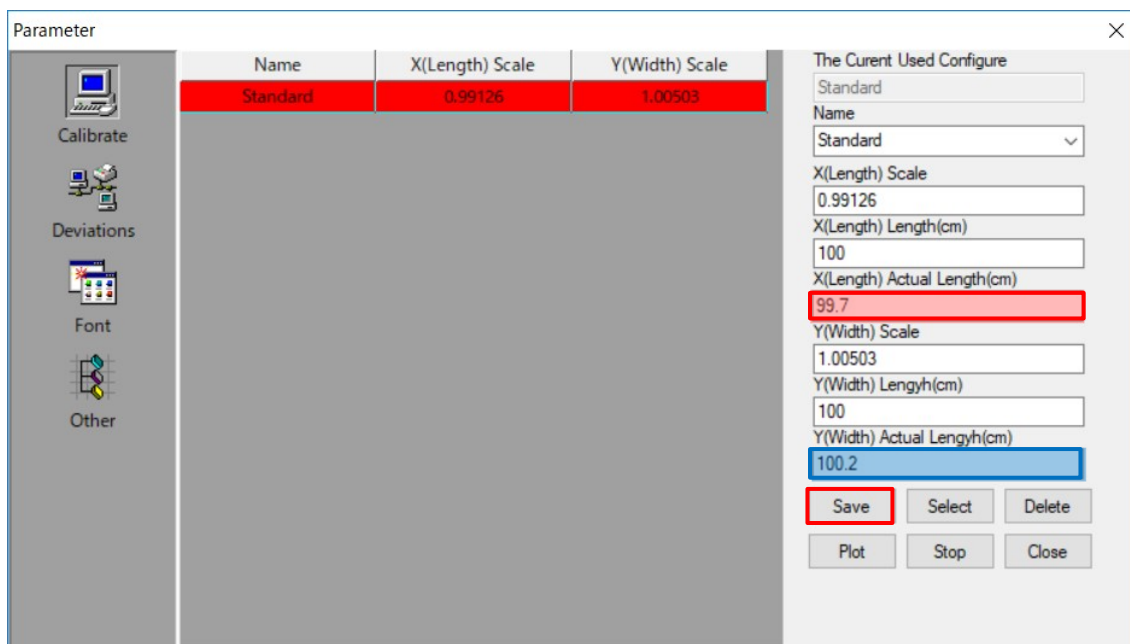 Parameter
Calibrate
Deviations
Font
Other
Name X(Length) Scale Y(Width) Scale
Standard 0.99126 1.00503
The Curent Used Configure
Standard
Name
Standard
X(Length) Scale
0.99126
X(Length) Length(cm)
100
X(Length) Actual Length(cm)
99.7
Y(Width) Scale
1.00503
Y(Width) Lengyh(cm)
100
Y(Width) Actual Lengyh(cm)
100.2
Save Select Delete
Plot Stop Close